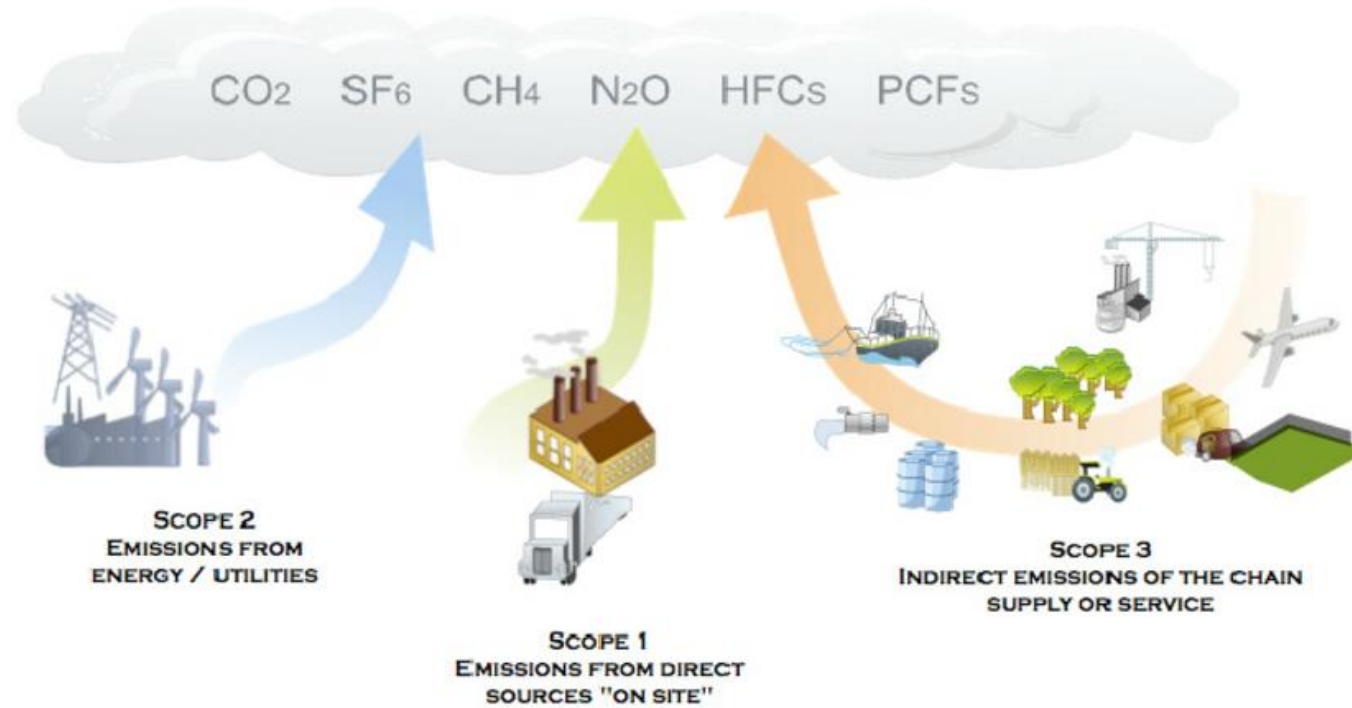 CO2 SF6 CH4 N2O HFCs PCFs
SCOPE 2
EMISSIONS FROM
ENERGY / UTILITIES
SCOPE 1
EMISSIONS FROM DIRECT
SOURCES "ON SITE"
SCOPE 3
INDIRECT EMISSIONS OF THE CHAIN
SUPPLY OR SERVICE